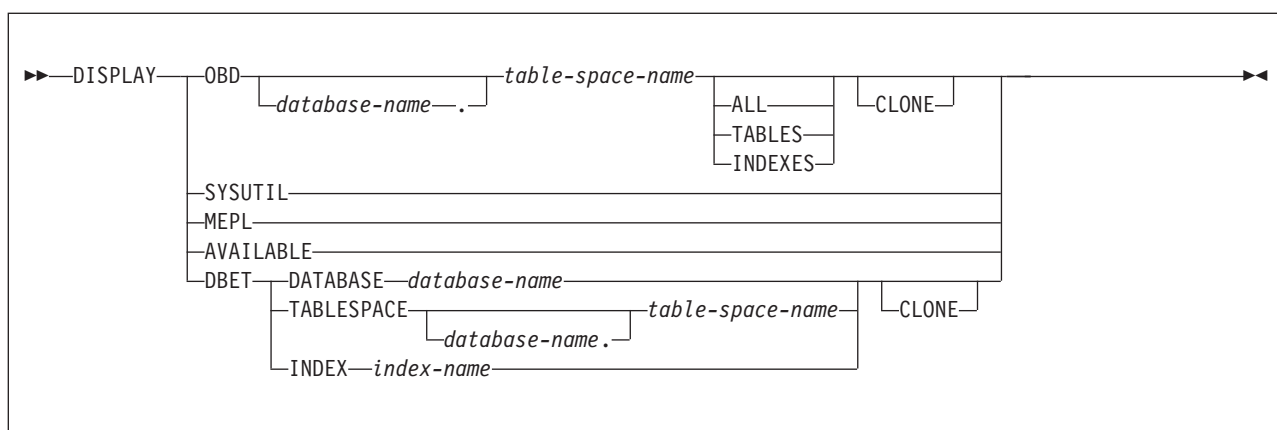 DISPLAY OBD table-space-name
database-name . ALL CLONE
TABLES
INDEXES
SYSUTIL
MEPL
AVAILABLE
DBET DATABASE database-name
TABLESPACE table-space-name CLONE
database-name.
INDEX index-name